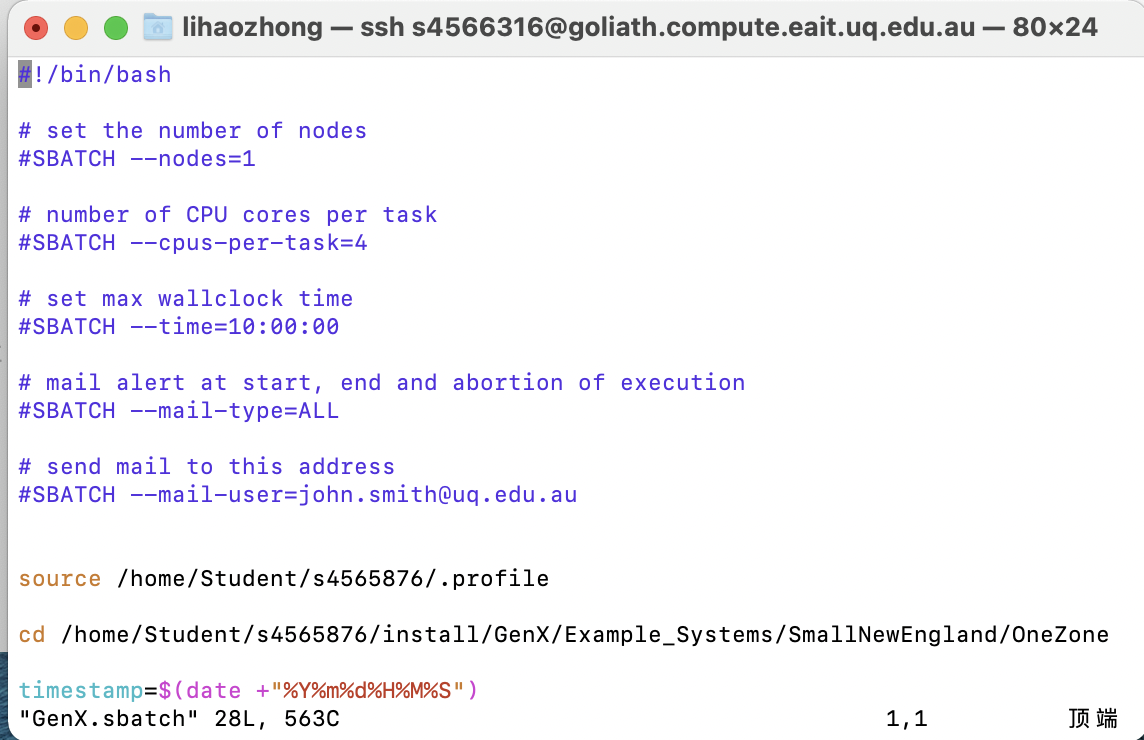 lihaozhong — ssh s4566316@goliath.compute.eait.uq.edu.au — 80×24
#!/bin/bash
# set the number of nodes
#SBATCH --nodes=1
# number of CPU cores per task
#SBATCH --cpus-per-task=4
# set max wallclock time
#SBATCH --time=10:00:00
# mail alert at start, end and abortion of execution
#SBATCH --mail-type=ALL
# send mail to this address
#SBATCH --mail-user=john.smith@uq.edu.au
source /home/Student/s4565876/.profile
cd /home/Student/s4565876/install/GenX/Example_Systems/SmallNewEngland/OneZone
timestamp=$(date +"%Y%m%d%H%M%S")
"GenX.sbatch" 28L, 563C 1,1 顶端